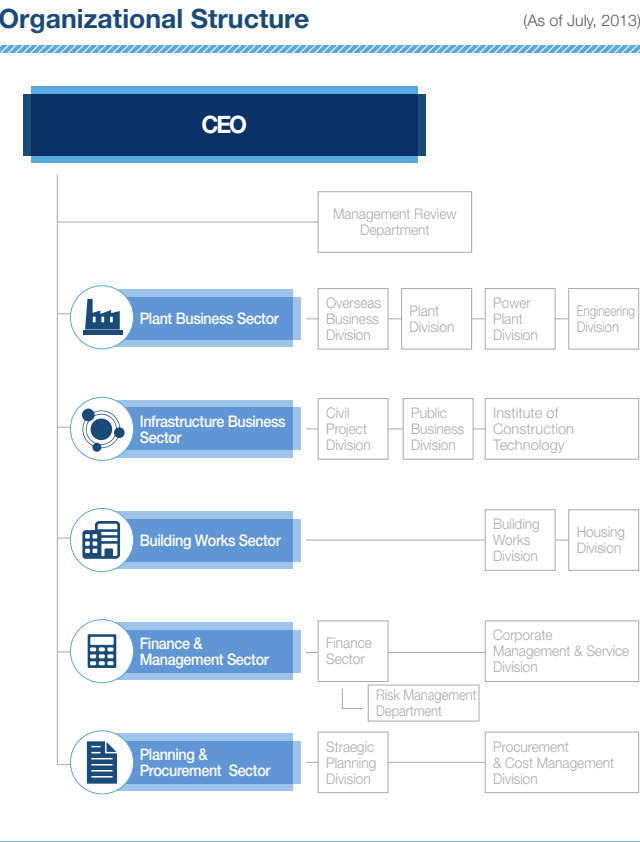 Organizational Structure
(As of July, 2013)
CEO
Management Review
Department
Plant Business Sector
Overseas
Business
Division
Plant
Division
Power
Plant
Division
Engineering
Division
Infrastructure Business
Sector
Civil
Project
Division
Public
Business
Division
Institute of
Construction
Technology
Building Works Sector
Building
Works
Division
Housing
Division
Finance &
Management Sector
Finance
Sector
Corporate
Management & Service
Division
Risk Management
Department
Planning &
Procurement Sector
Straegic
Planning
Division
Procurement
& Cost Management
Division